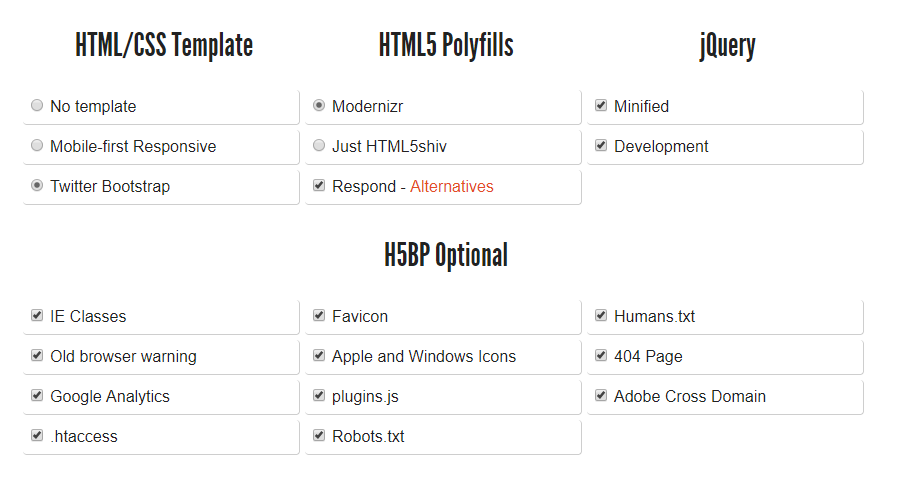 HTML/CSS Template
HTML5 Polyfills
jQuery
No template
Modernizr
Minified
Mobile-first Responsive
Just HTML5shiv
Development
Twitter Bootstrap
Respond - Alternatives
H5BP Optional
IE Classes
Favicon
Humans.txt
Old browser warning
Apple and Windows Icons
404 Page
Google Analytics
plugins.js
Adobe Cross Domain
.htaccess
Robots.txt